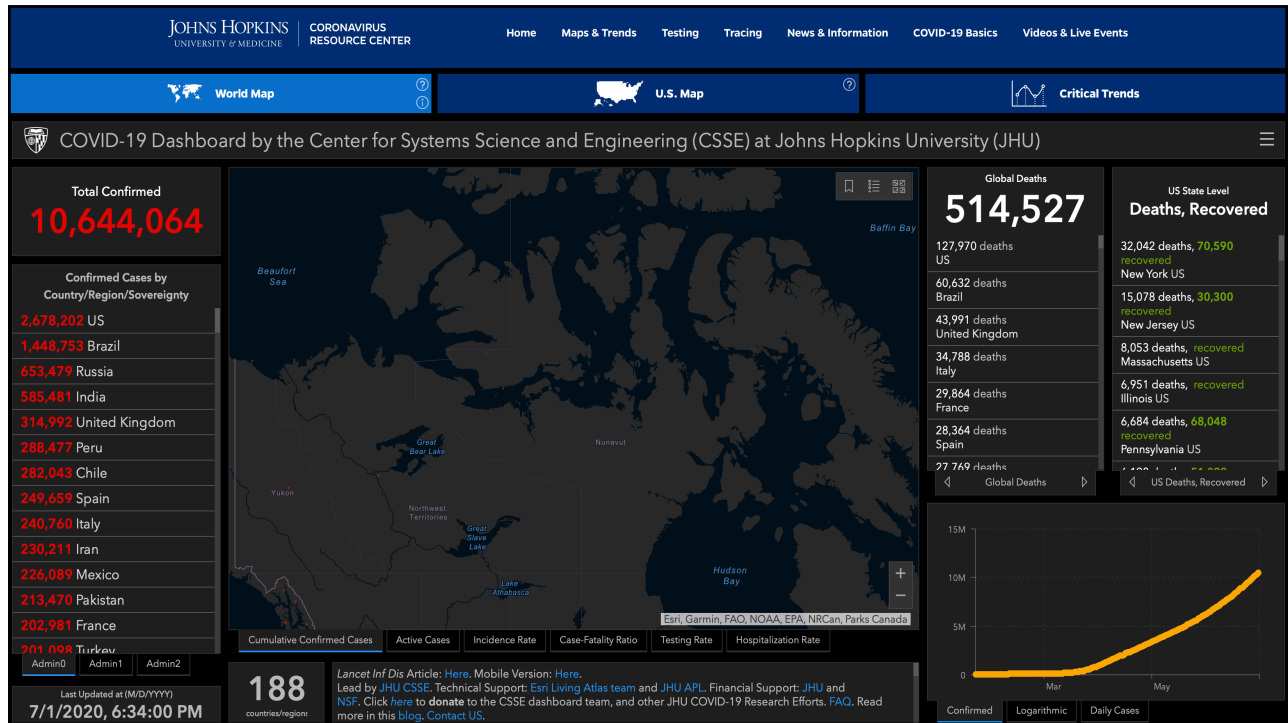 JOHNS HOPKINS
UNIVERSITY & MEDICINE
CORONAVIRUS
RESOURCE CENTER
Home
Maps & Trends
Testing
Tracing
News & Information
COVID-19 Basics
Videos & Live Events
World Map
?
i
U.S. Map
?
Critical Trends
COVID-19 Dashboard by the Center for Systems Science and Engineering (CSSE) at Johns Hopkins University (JHU)
Total Confirmed
10,644,064
Confirmed Cases by
Country/Region/Sovereignty
2,678,202 US
1,448,753 Brazil
653,479 Russia
585,481 India
314,992 United Kingdom
288,477 Peru
282,043 Chile
249,659 Spain
240,760 Italy
230,211 Iran
226,089 Mexico
213,470 Pakistan
202,981 France
201,098 Turkey
Admin0
Admin1
Admin2
Last Updated at (M/D/YYYY)
7/1/2020, 6:34:00 PM
Baffin Bay
Beaufort
Sea
Great
Bear Lake
Nunavut
Yukon
Northwest
Territories
Great
Slave
Lake
Hudson
Bay
Lake
Athabasca
+
−
Esri, Garmin, FAO, NOAA, EPA, NRCan, Parks Canada
Cumulative Confirmed Cases
Active Cases
Incidence Rate
Case-Fatality Ratio
Testing Rate
Hospitalization Rate
188
countries/regions
Lancet Inf Dis Article: Here. Mobile Version: Here.
Lead by JHU CSSE. Technical Support: Esri Living Atlas team and JHU APL. Financial Support: JHU and
NSF. Click here to donate to the CSSE dashboard team, and other JHU COVID-19 Research Efforts. FAQ. Read
more in this blog. Contact US.
Global Deaths
514,527
127,970 deaths
US
60,632 deaths
Brazil
43,991 deaths
United Kingdom
34,788 deaths
Italy
29,864 deaths
France
28,364 deaths
Spain
27,769 deaths
Global Deaths
US State Level
Deaths, Recovered
32,042 deaths, 70,590
recovered
New York US
15,078 deaths, 30,300
recovered
New Jersey US
8,053 deaths, recovered
Massachusetts US
6,951 deaths, recovered
Illinois US
6,684 deaths, 68,048
recovered
Pennsylvania US
US Deaths, Recovered
15M
10M
5M
0
Mar
May
Confirmed
Logarithmic
Daily Cases